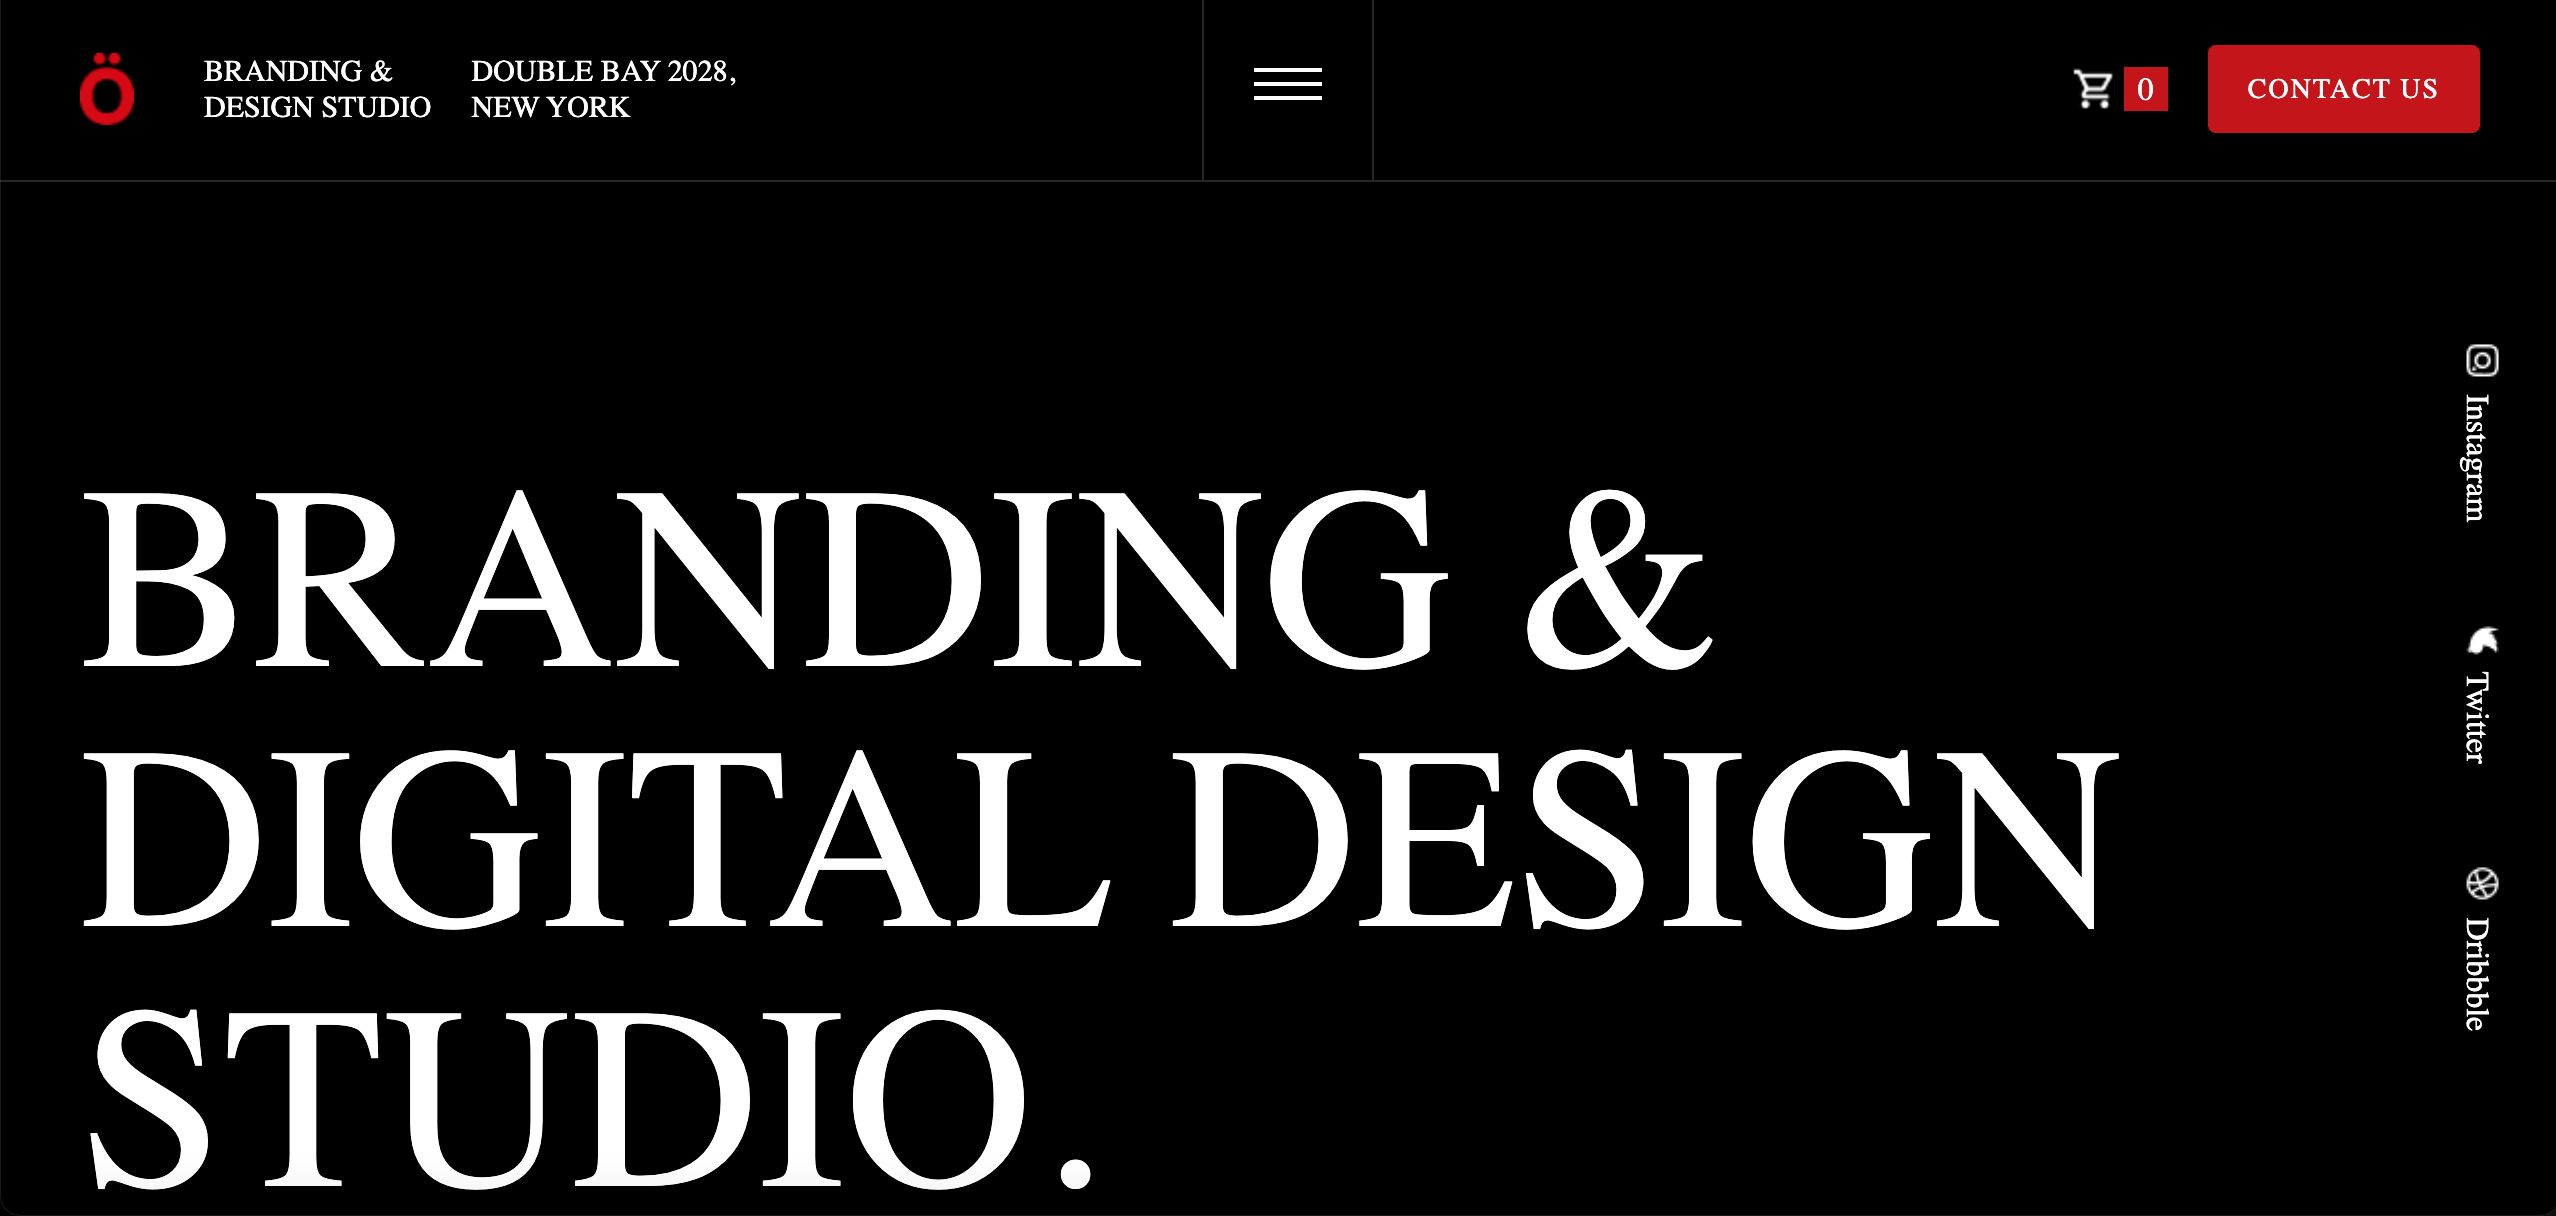 Ö
BRANDING &
DESIGN STUDIO
DOUBLE BAY 2028,
NEW YORK
0
CONTACT US
BRANDING &
DIGITAL DESIGN
STUDIO.
Instagram
Twitter
Dribbble